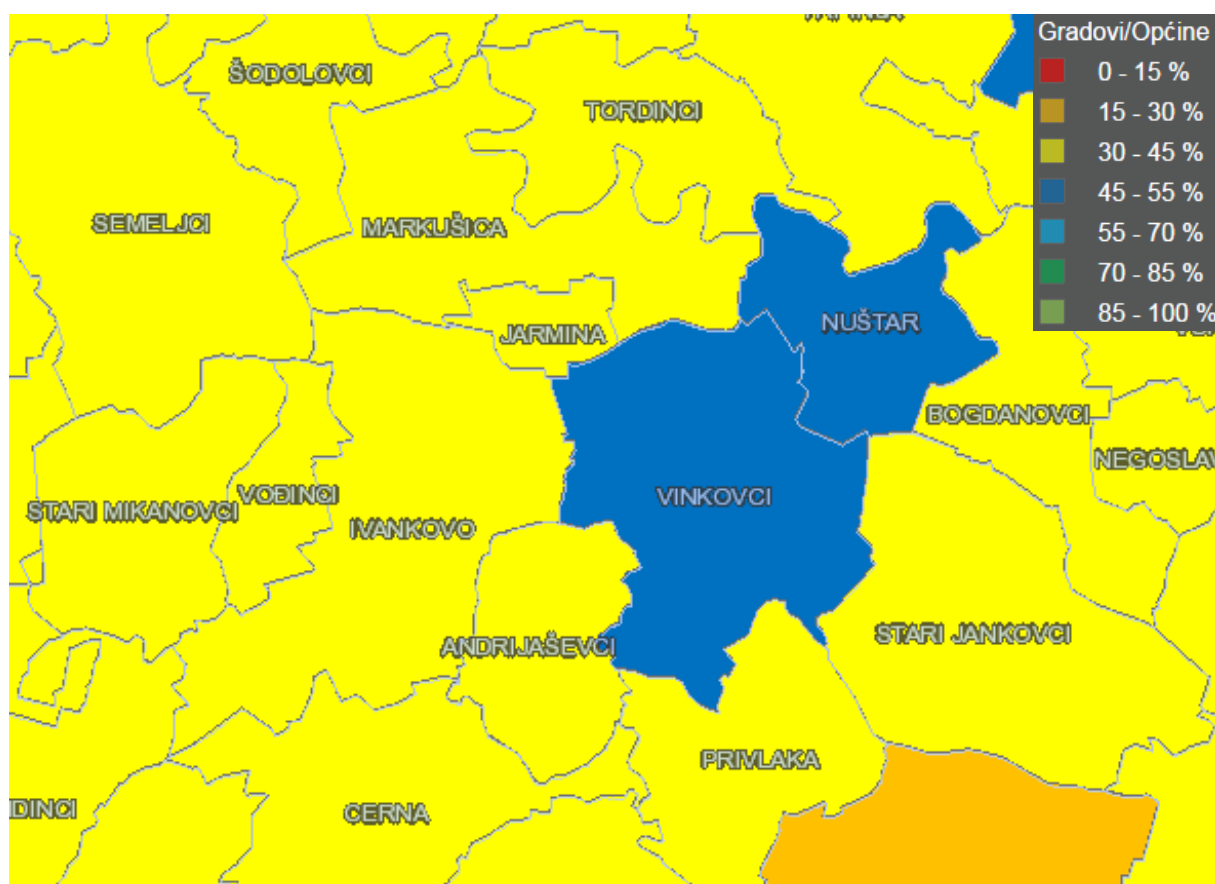 Gradovi/Općine
0 - 15 %
15 - 30 %
30 - 45 %
45 - 55 %
55 - 70 %
70 - 85 %
85 - 100 %
ŠODOLOVCI
TORDINCI
SEMELJCI
MARKUŠICA
NUŠTAR
JARMINA
BOGDANOVCI
NEGOSLAV
VOĐINCI
VINKOVCI
STARI MIKANOVCI
IVANKOVO
STARI JANKOVCI
ANDRIJAŠEVCI
PRIVLAKA
CERNA
IDINCI